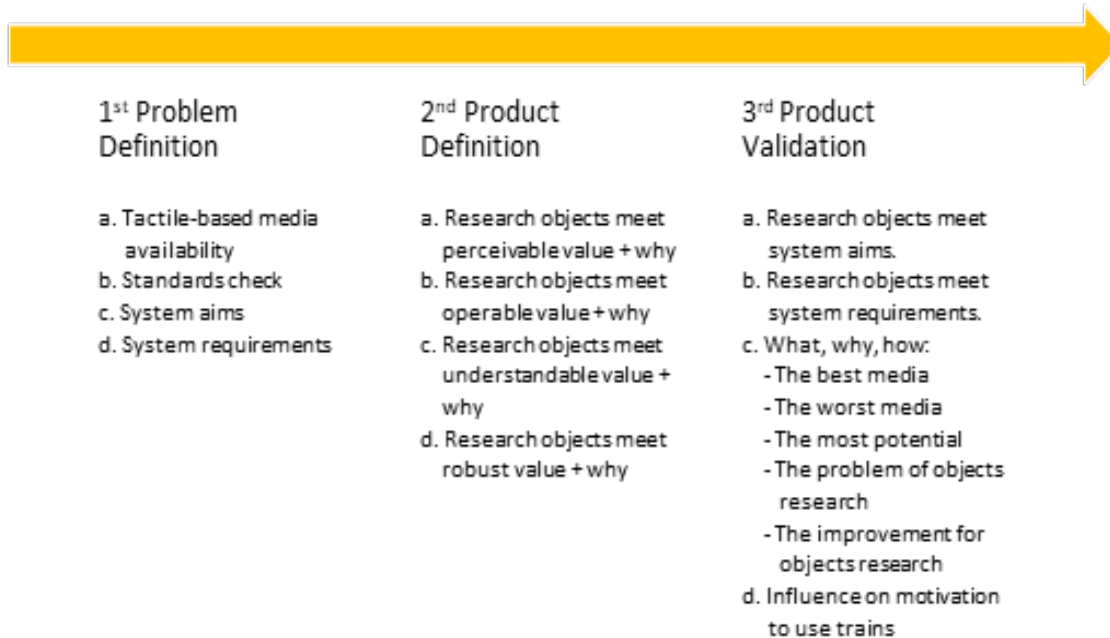 1st Problem
Definition
a. Tactile-based media
availability
b. Standards check
c. System aims
d. System requirements
2nd Product
Definition
a. Research objects meet
perceivable value + why
b. Research objects meet
operable value + why
c. Research objects meet
understandable value +
why
d. Research objects meet
robust value + why
3rd Product
Validation
a. Research objects meet
system aims.
b. Research objects meet
system requirements.
c. What, why, how:
- The best media
- The worst media
- The most potential
- The problem of objects
research
- The improvement for
objects research
d. Influence on motivation
to use trains